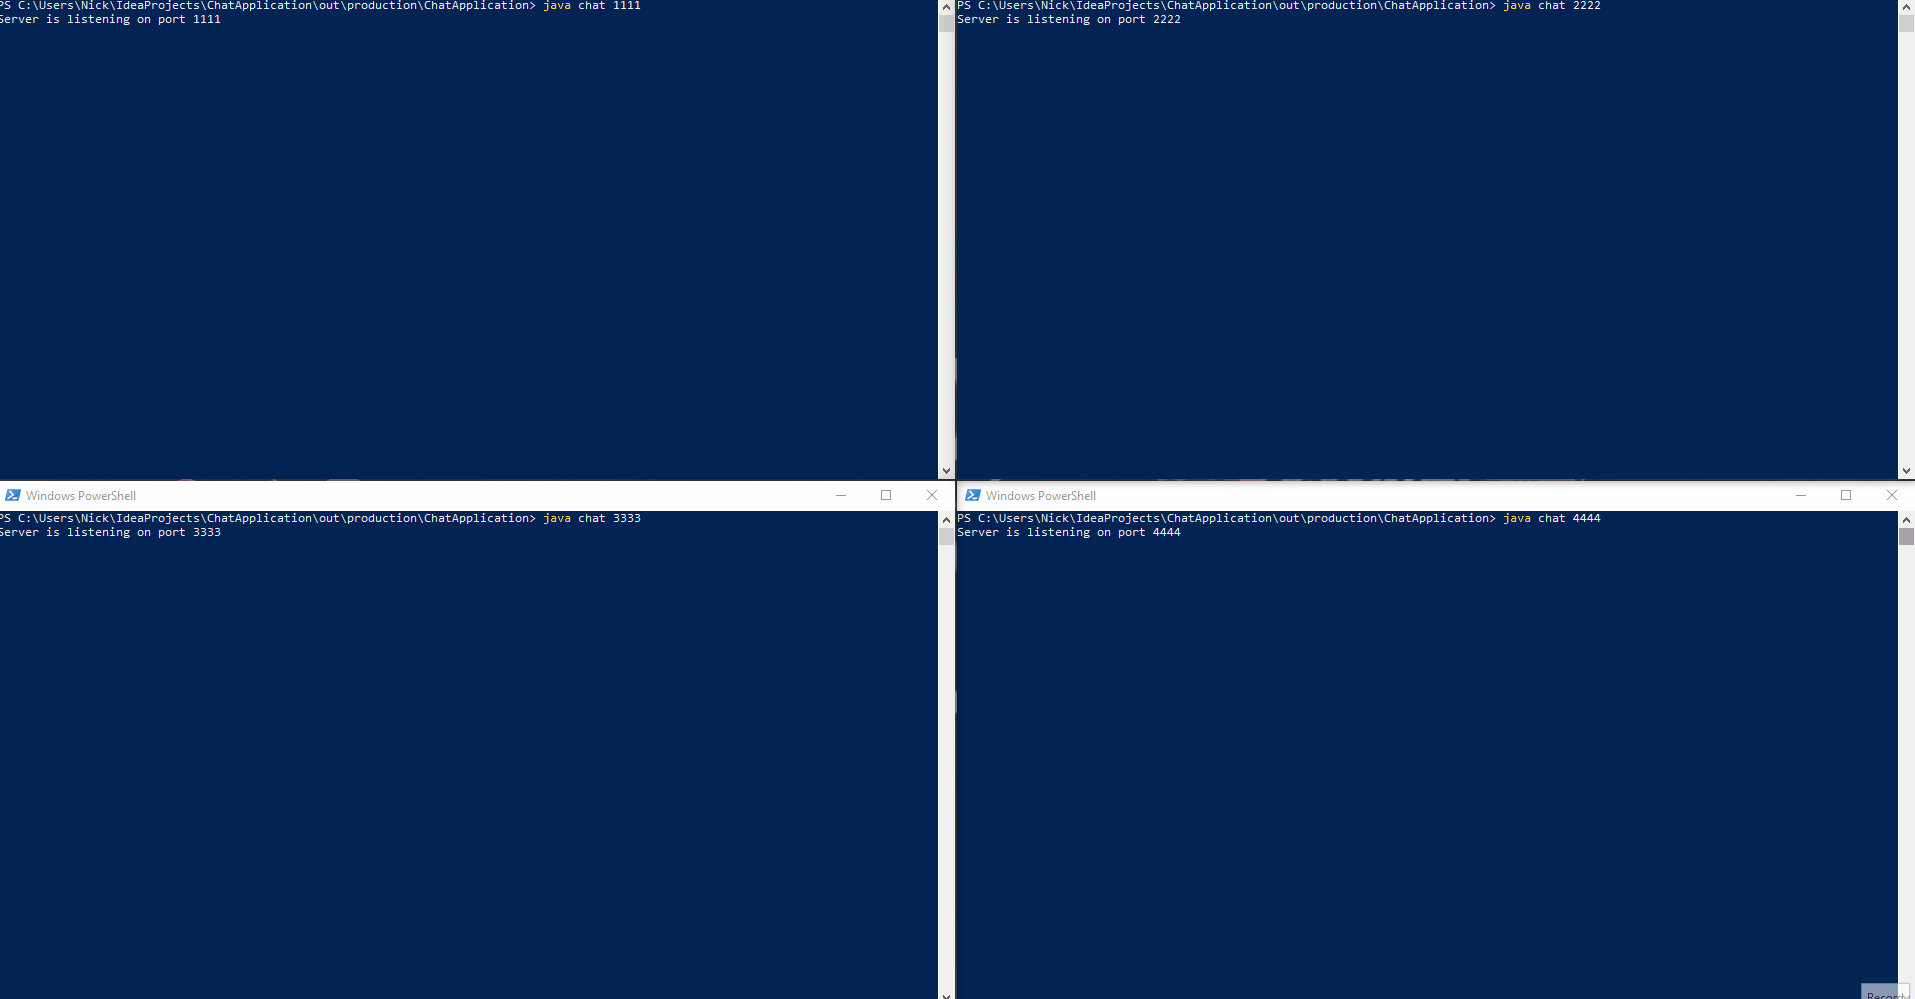 PS C:\Users\Nick\IdeaProjects\ChatApplication\out\production\ChatApplication> java chat 1111
Server is listening on port 1111
PS C:\Users\Nick\IdeaProjects\ChatApplication\out\production\ChatApplication> java chat 2222
Server is listening on port 2222
Windows PowerShell
PS C:\Users\Nick\IdeaProjects\ChatApplication\out\production\ChatApplication> java chat 3333
Server is listening on port 3333
Windows PowerShell
PS C:\Users\Nick\IdeaProjects\ChatApplication\out\production\ChatApplication> java chat 4444
Server is listening on port 4444